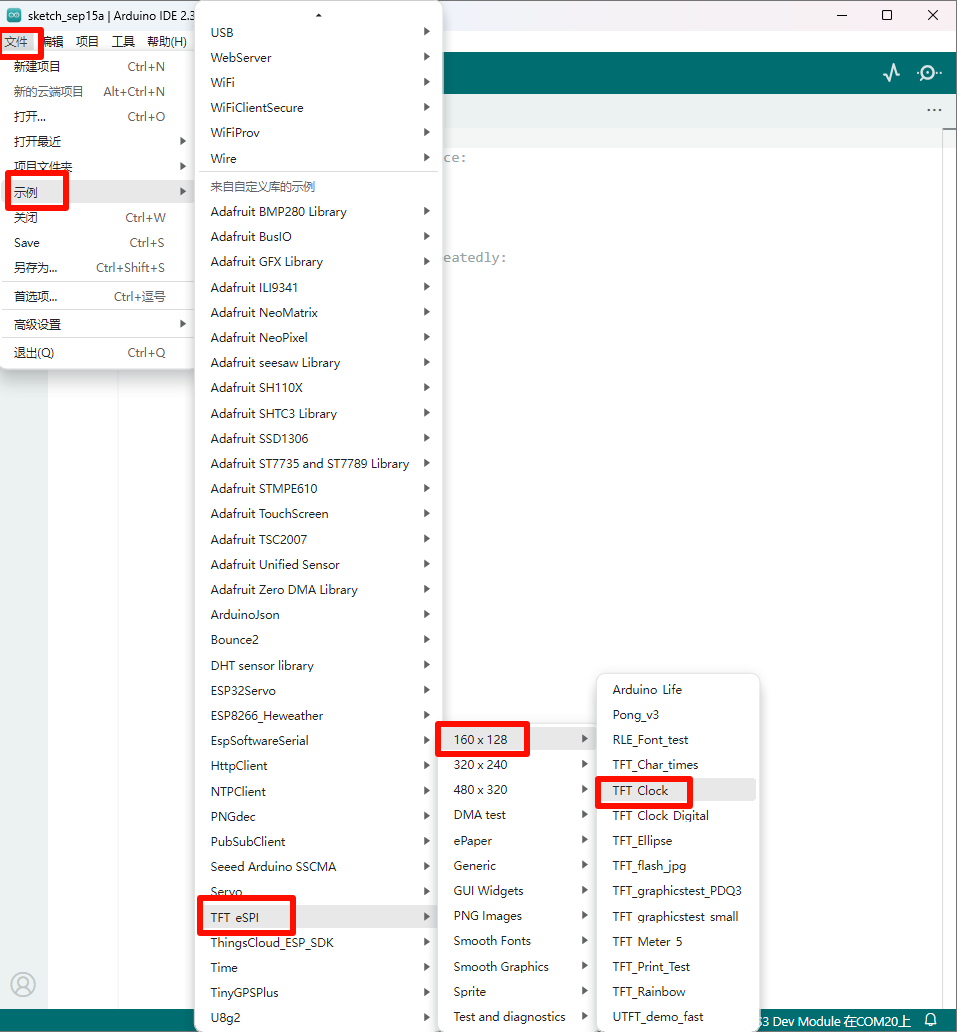 sketch_sep15a | Arduino IDE 2.3
文件 编辑 项目 工具 帮助(H)
新建项目 Ctrl+N
新的云端项目 Alt+Ctrl+N
打开... Ctrl+O
打开最近
项目文件夹
示例
关闭 Ctrl+W
Save Ctrl+S
另存为... Ctrl+Shift+S
首选项... Ctrl+逗号
高级设置
退出(Q) Ctrl+Q
USB
WebServer
WiFi
WiFiClientSecure
WiFiProv
Wire
来自自定义库的示例
Adafruit BMP280 Library
Adafruit BusIO
Adafruit GFX Library
Adafruit ILI9341
Adafruit NeoMatrix
Adafruit NeoPixel
Adafruit seesaw Library
Adafruit SH110X
Adafruit SHTC3 Library
Adafruit SSD1306
Adafruit ST7735 and ST7789 Library
Adafruit STMPE610
Adafruit TouchScreen
Adafruit TSC2007
Adafruit Unified Sensor
Adafruit Zero DMA Library
ArduinoJson
Bounce2
DHT sensor library
ESP32Servo
ESP8266_Heweather
EspSoftwareSerial
HttpClient
NTPClient
PNGdec
PubSubClient
Seeed Arduino SSCMA
Servo
TFT_eSPI
ThingsCloud_ESP_SDK
Time
TinyGPSPlus
U8g2
ce:
eatedly:
160 x 128
320 x 240
480 x 320
DMA test
ePaper
Generic
GUI Widgets
PNG Images
Smooth Fonts
Smooth Graphics
Sprite
Test and diagnostics
Arduino_Life
Pong_v3
RLE_Font_test
TFT_Char_times
TFT_Clock
TFT_Clock_Digital
TFT_Ellipse
TFT_flash_jpg
TFT_graphicstest_PDQ3
TFT_graphicstest_small
TFT_Meter_5
TFT_Print_Test
TFT_Rainbow
UTFT_demo_fast
S3 Dev Module 在COM20上